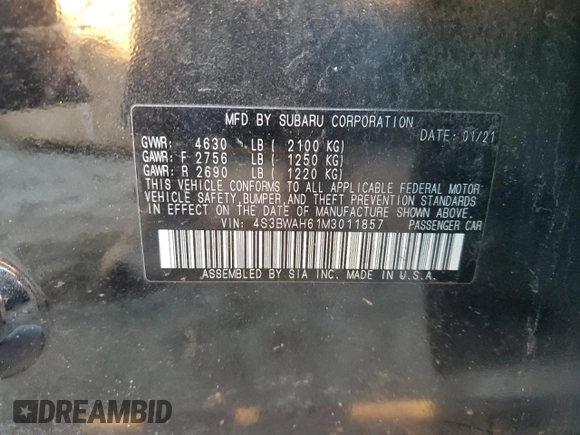 MFD BY SUBARU CORPORATION
DATE: 01/21
GVWR: 4630 LB ( 2100 KG)
GAWR: F 2756 LB ( 1250 KG)
GAWR: R 2690 LB ( 1220 KG)
THIS VEHICLE CONFORMS TO ALL APPLICABLE FEDERAL MOTOR
VEHICLE SAFETY, BUMPER, AND THEFT PREVENTION STANDARDS
IN EFFECT ON THE DATE OF MANUFACTURE SHOWN ABOVE.
VIN: 4S3BWAH61M3011857 PASSENGER CAR
ASSEMBLED BY SIA INC. MADE IN U.S.A.
DREAMBID